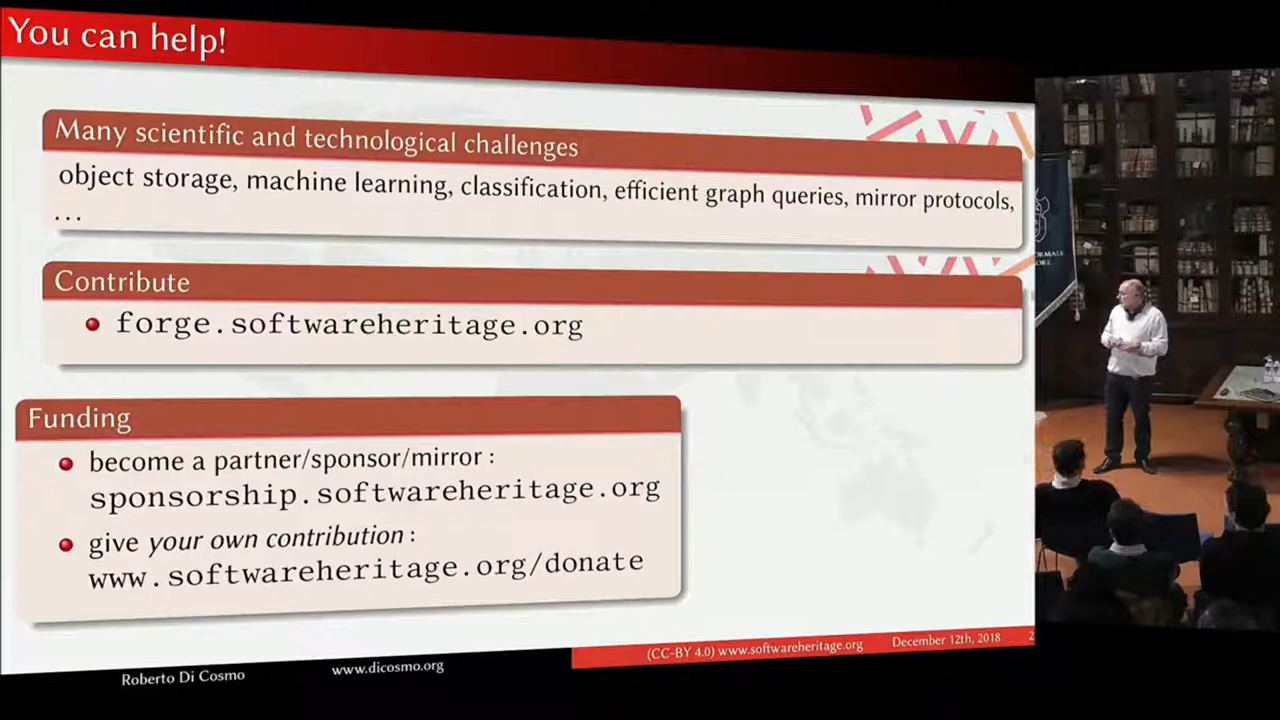 You can help!
Many scientific and technological challenges
object storage, machine learning, classification, efficient graph queries, mirror protocols,
...
Contribute
forge.softwareheritage.org
Funding
become a partner/sponsor/mirror :
sponsorship.softwareheritage.org
give your own contribution :
www.softwareheritage.org/donate
(CC-BY 4.0) www.softwareheritage.org December 12th, 2018 2
Roberto Di Cosmo www.dicosmo.org